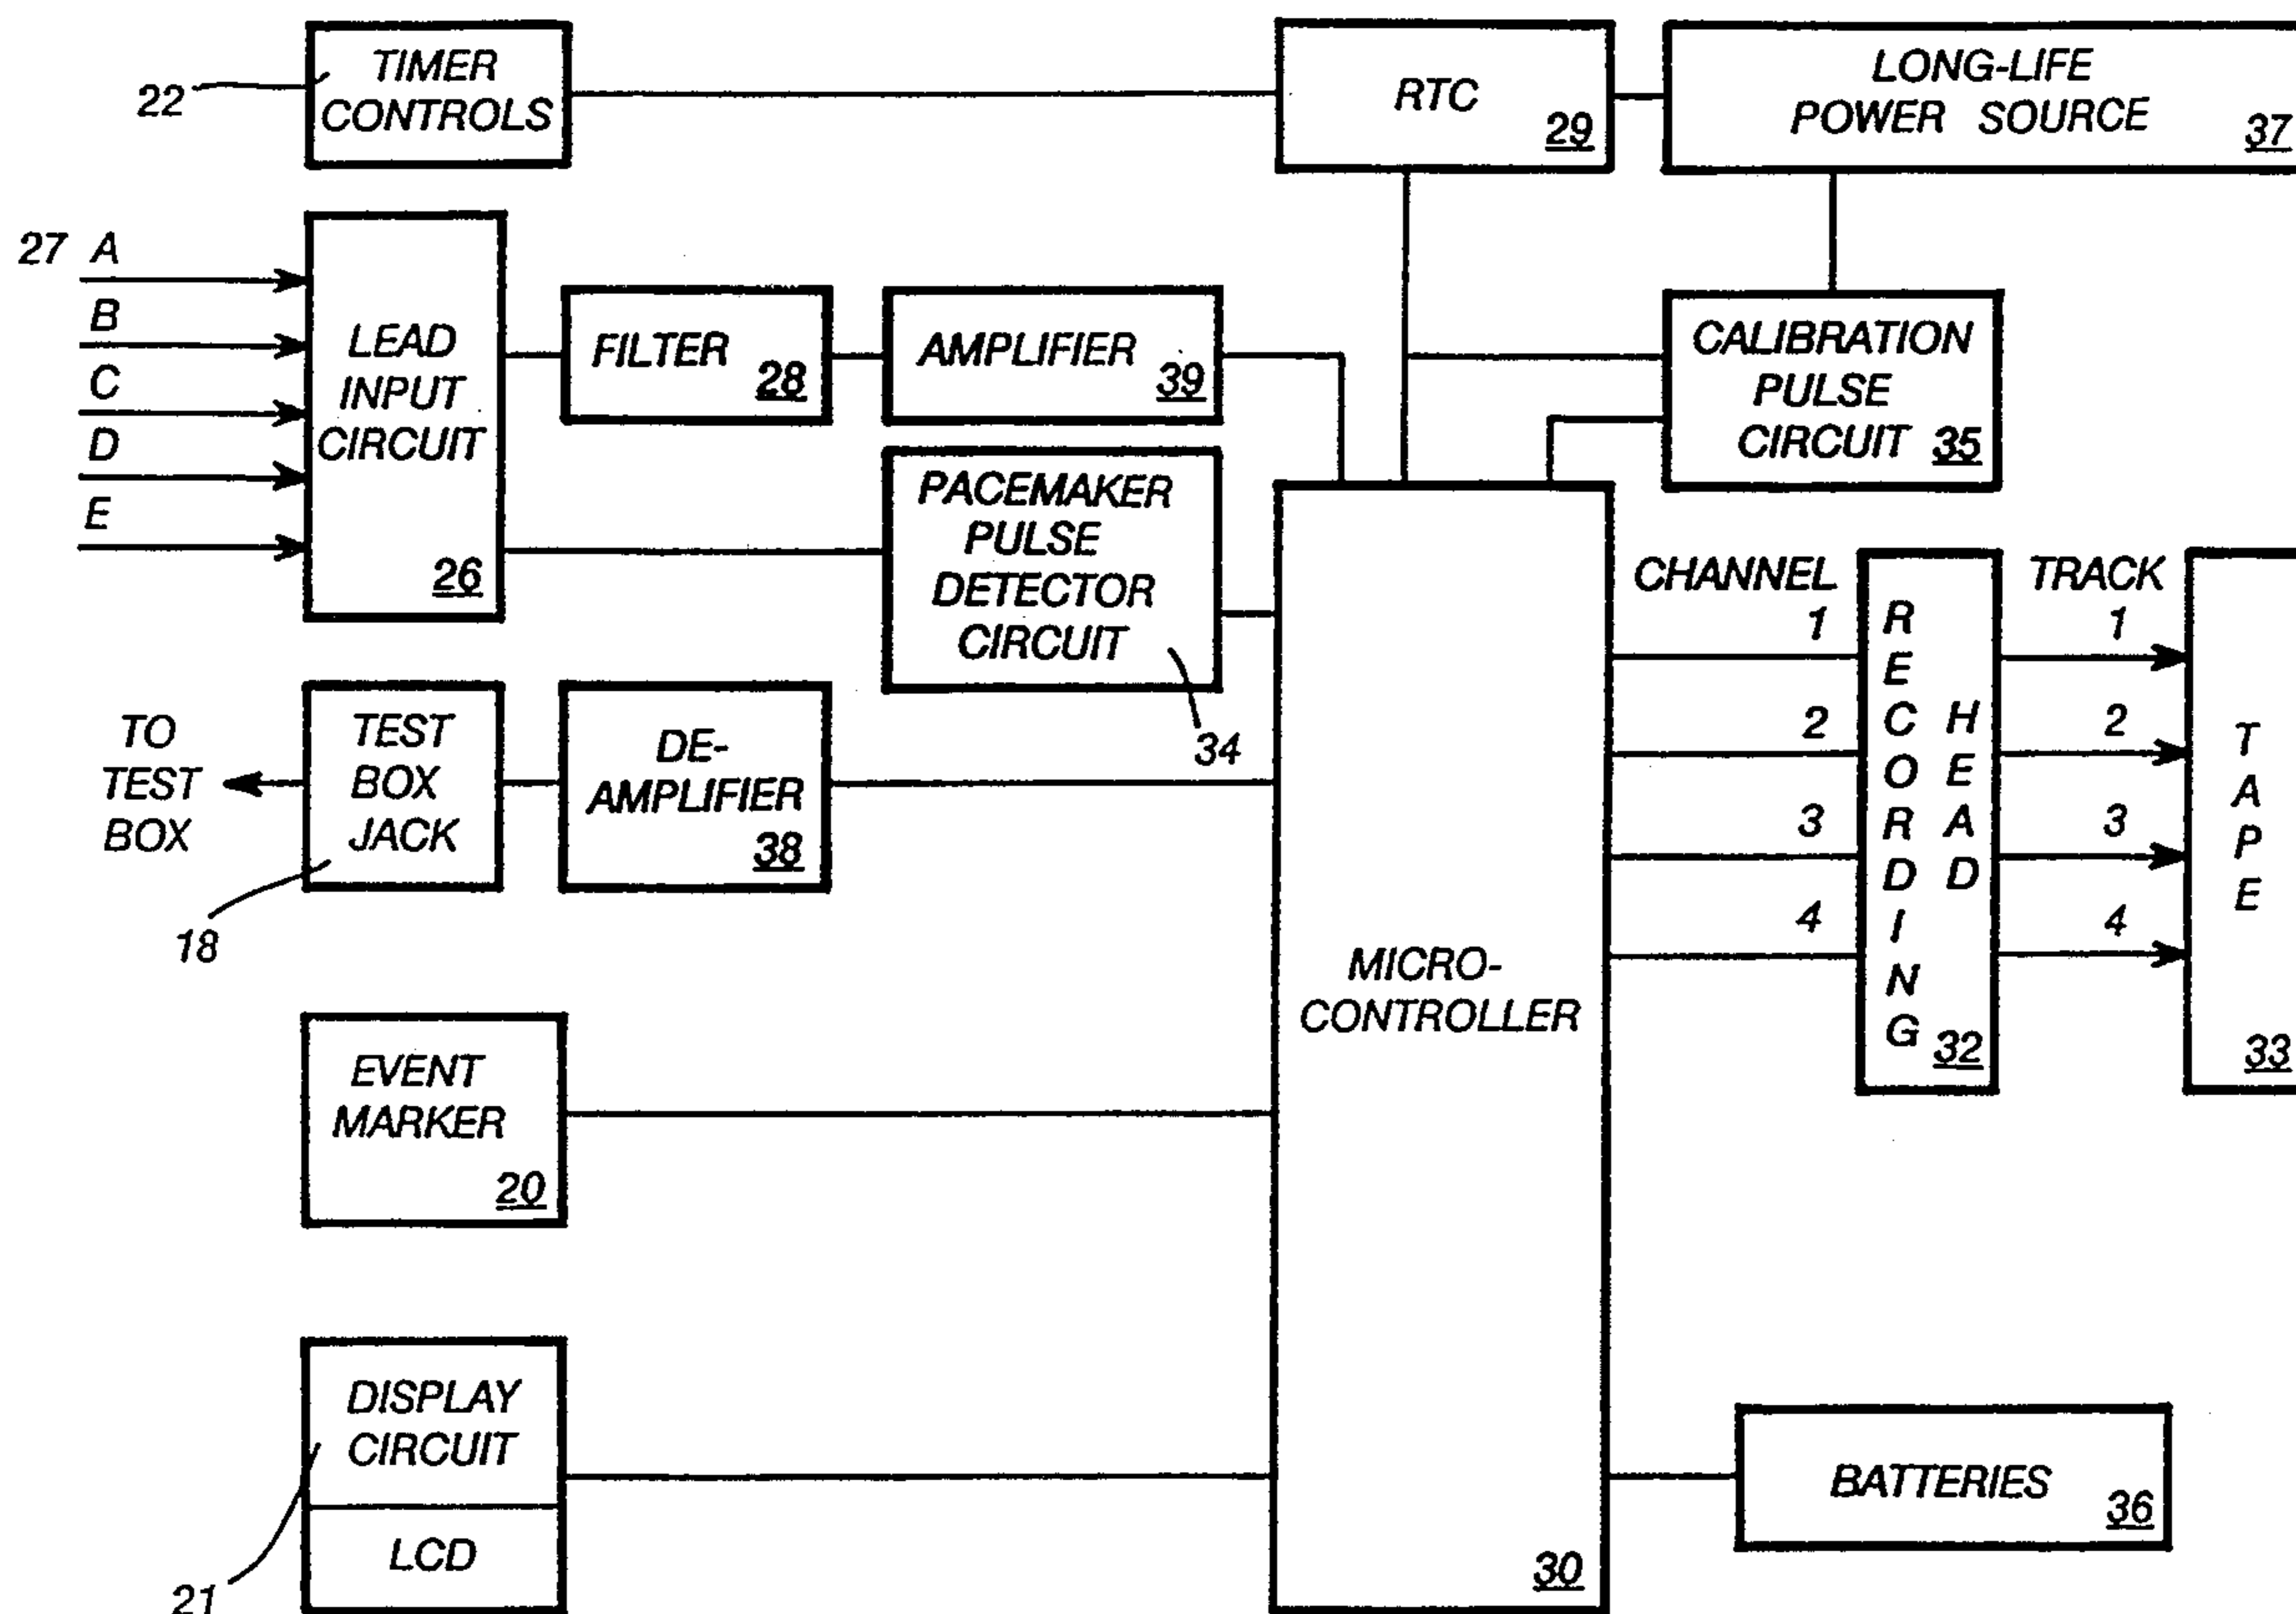 TIMER
CONTROLS
22
RTC
29
LONG-LIFE
POWER SOURCE
37
27
A
B
C
D
E
LEAD
INPUT
CIRCUIT
26
FILTER
28
AMPLIFIER
39
PACEMAKER
PULSE
DETECTOR
CIRCUIT
34
CALIBRATION
PULSE
CIRCUIT
35
TO
TEST
BOX
TEST
BOX
JACK
18
DE-
AMPLIFIER
38
MICRO-
CONTROLLER
30
CHANNEL
1
2
3
4
RECORDING
HEAD
32
TRACK
1
2
3
4
TAPE
33
EVENT
MARKER
20
DISPLAY
CIRCUIT
LCD
21
BATTERIES
36